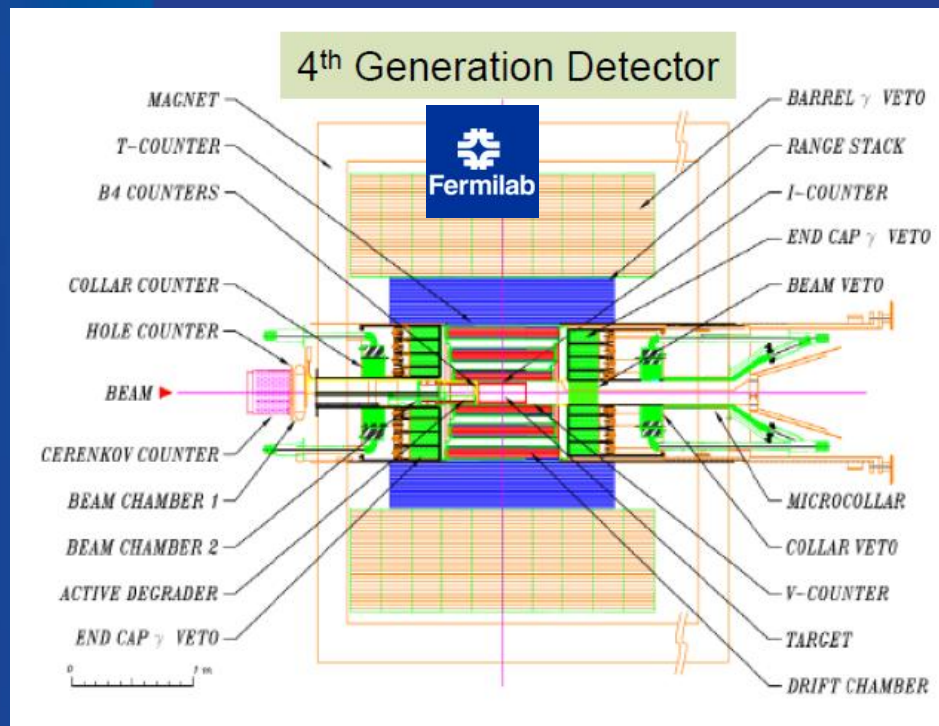 4th Generation Detector
Fermilab
MAGNET
T-COUNTER
B4 COUNTERS
COLLAR COUNTER
HOLE COUNTER
BEAM
CERENKOV COUNTER
BEAM CHAMBER 1
BEAM CHAMBER 2
ACTIVE DEGRADER
END CAP γ VETO
0 1 m
BARREL γ VETO
RANGE STACK
I-COUNTER
END CAP γ VETO
BEAM VETO
MICROCOLLAR
COLLAR VETO
V-COUNTER
TARGET
DRIFT CHAMBER